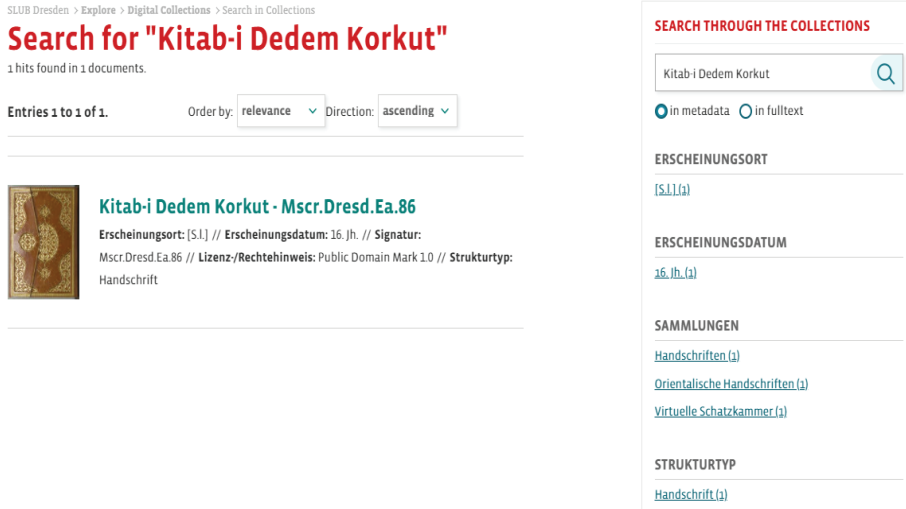 SLUB Dresden > Explore > Digital Collections > Search in Collections
Search for "Kitab-i Dedem Korkut"
1 hits found in 1 documents.
Entries 1 to 1 of 1.
Order by: relevance Direction: ascending
Kitab-i Dedem Korkut - Mscr.Dresd.Ea.86
Erscheinungsort: [S.l.] // Erscheinungsdatum: 16. Jh. // Signatur:
Mscr.Dresd.Ea.86 // Lizenz-/Rechtehinweis: Public Domain Mark 1.0 // Strukturtyp:
Handschrift
SEARCH THROUGH THE COLLECTIONS
Kitab-i Dedem Korkut
in metadata in fulltext
ERSCHEINUNGSORT
[S.l.] (1)
ERSCHEINUNGSDATUM
16. Jh. (1)
SAMMLUNGEN
Handschriften (1)
Orientalische Handschriften (1)
Virtuelle Schatzkammer (1)
STRUKTURTYP
Handschrift (1)